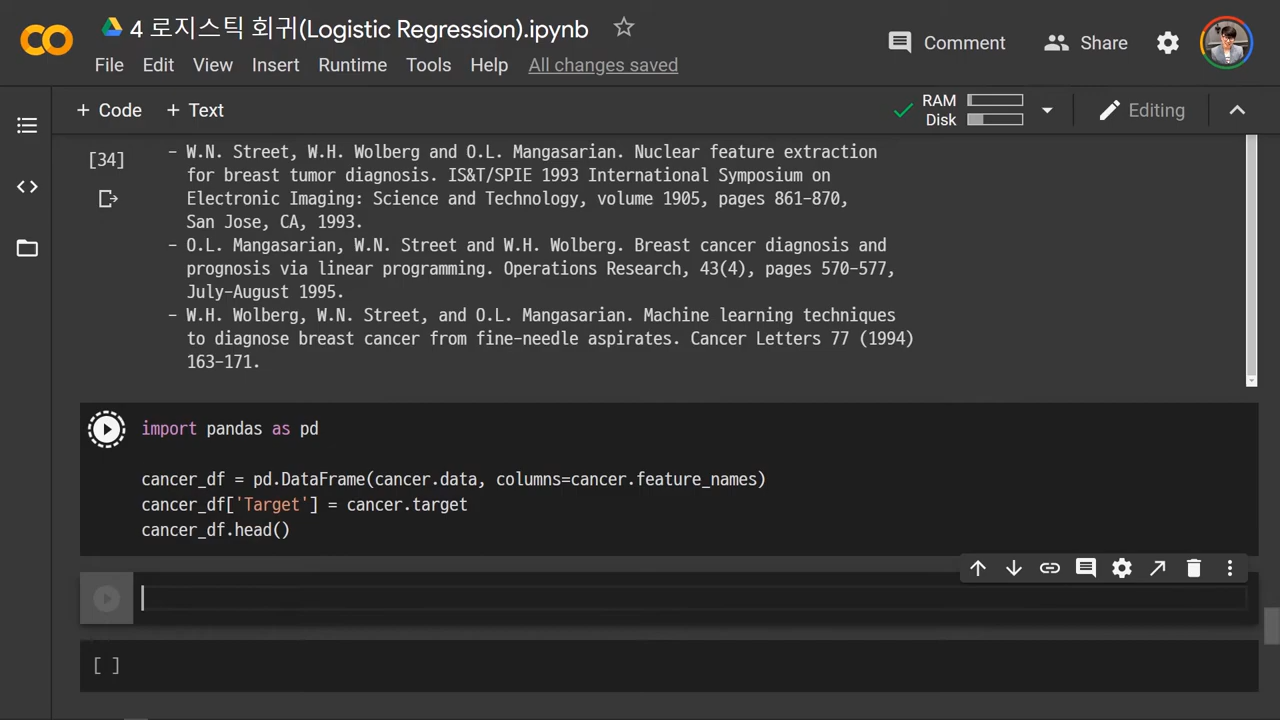 4 로지스틱 회귀(Logistic Regression).ipynb
Comment
Share
File Edit View Insert Runtime Tools Help All changes saved
+ Code + Text
RAM
Disk
Editing
[34]
- W.N. Street, W.H. Wolberg and O.L. Mangasarian. Nuclear feature extraction
for breast tumor diagnosis. IS&T/SPIE 1993 International Symposium on
Electronic Imaging: Science and Technology, volume 1905, pages 861-870,
San Jose, CA, 1993.
- O.L. Mangasarian, W.N. Street and W.H. Wolberg. Breast cancer diagnosis and
prognosis via linear programming. Operations Research, 43(4), pages 570-577,
July-August 1995.
- W.H. Wolberg, W.N. Street, and O.L. Mangasarian. Machine learning techniques
to diagnose breast cancer from fine-needle aspirates. Cancer Letters 77 (1994)
163-171.
import pandas as pd
cancer_df = pd.DataFrame(cancer.data, columns=cancer.feature_names)
cancer_df['Target'] = cancer.target
cancer_df.head()
[ ]